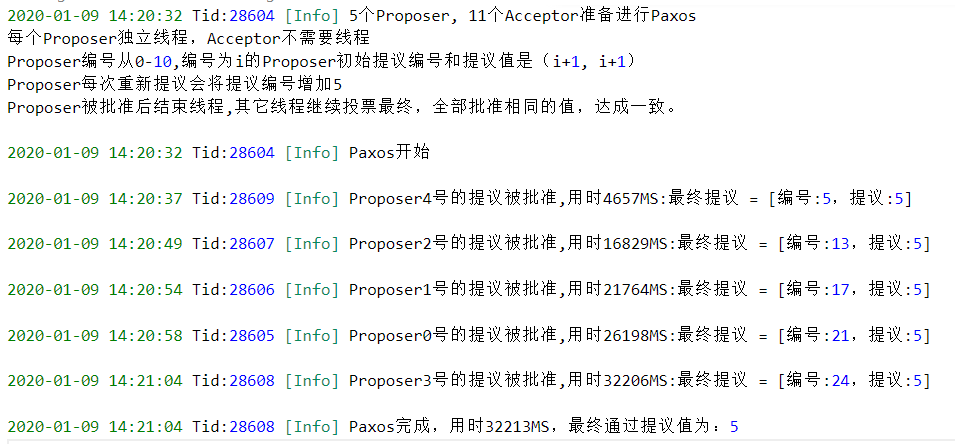 2020-01-09 14:20:32 Tid:28604 [Info] 5个Proposer, 11个Acceptor准备进行Paxos
每个Proposer独立线程，Acceptor不需要线程
Proposer编号从0-10,编号为i的Proposer初始提议编号和提议值是（i+1, i+1）
Proposer每次重新提议会将提议编号增加5
Proposer被批准后结束线程,其它线程继续投票最终，全部批准相同的值，达成一致。
2020-01-09 14:20:32 Tid:28604 [Info] Paxos开始
2020-01-09 14:20:37 Tid:28609 [Info] Proposer4号的提议被批准,用时4657MS:最终提议 = [编号:5，提议:5]
2020-01-09 14:20:49 Tid:28607 [Info] Proposer2号的提议被批准,用时16829MS:最终提议 = [编号:13，提议:5]
2020-01-09 14:20:54 Tid:28606 [Info] Proposer1号的提议被批准,用时21764MS:最终提议 = [编号:17，提议:5]
2020-01-09 14:20:58 Tid:28605 [Info] Proposer0号的提议被批准,用时26198MS:最终提议 = [编号:21，提议:5]
2020-01-09 14:21:04 Tid:28608 [Info] Proposer3号的提议被批准,用时32206MS:最终提议 = [编号:24，提议:5]
2020-01-09 14:21:04 Tid:28608 [Info] Paxos完成，用时32213MS，最终通过提议值为：5